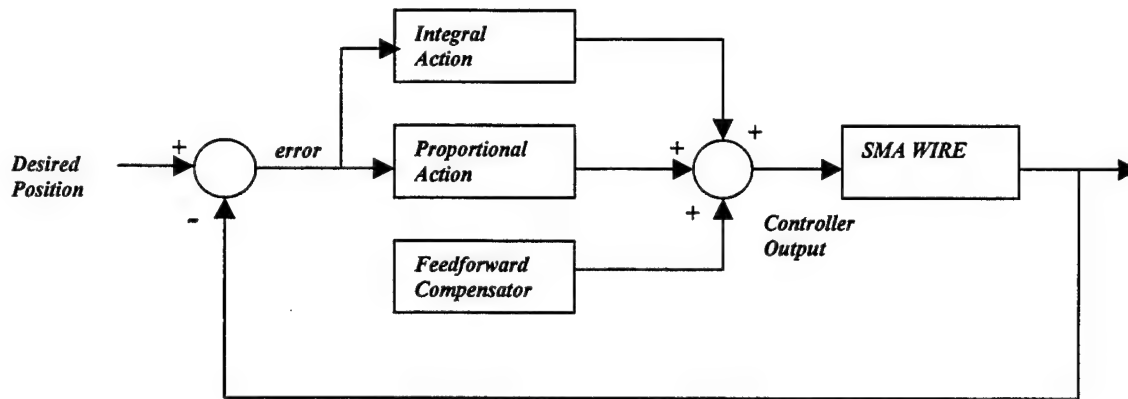 Integral
Action
+
Desired
Position
error
Proportional
Action
+
+
SMA WIRE
-
Feedforward
Compensator
+
Controller
Output